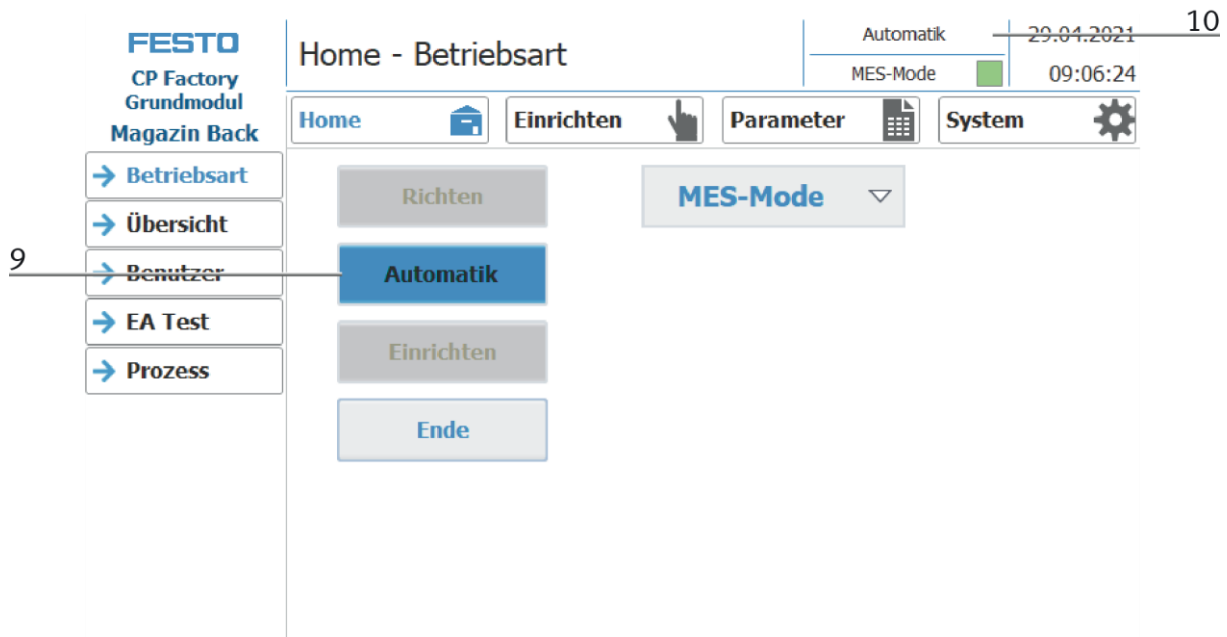 10
FESTO
CP Factory
Grundmodul
Magazin Back
Home - Betriebsart
Automatik
29.04.2021
MES-Mode
09:06:24
Home
Einrichten
Parameter
System
Betriebsart
Übersicht
Benutzer
EA Test
Prozess
9
Richten
MES-Mode
Automatik
Einrichten
Ende